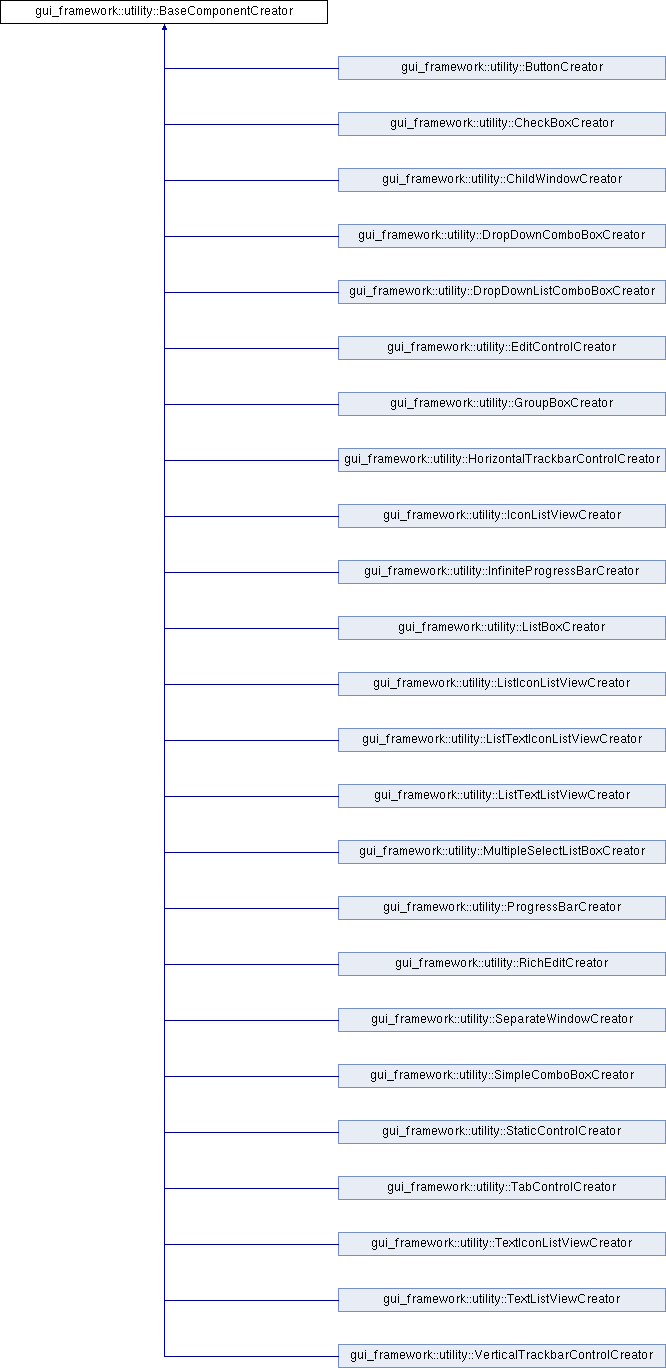 gui_framework::utility::BaseComponentCreator
gui_framework::utility::ButtonCreator
gui_framework::utility::CheckBoxCreator
gui_framework::utility::ChildWindowCreator
gui_framework::utility::DropDownComboBoxCreator
gui_framework::utility::DropDownListComboBoxCreator
gui_framework::utility::EditControlCreator
gui_framework::utility::GroupBoxCreator
gui_framework::utility::HorizontalTrackbarControlCreator
gui_framework::utility::IconListViewCreator
gui_framework::utility::InfiniteProgressBarCreator
gui_framework::utility::ListBoxCreator
gui_framework::utility::ListIconListViewCreator
gui_framework::utility::ListTextIconListViewCreator
gui_framework::utility::ListTextListViewCreator
gui_framework::utility::MultipleSelectListBoxCreator
gui_framework::utility::ProgressBarCreator
gui_framework::utility::RichEditCreator
gui_framework::utility::SeparateWindowCreator
gui_framework::utility::SimpleComboBoxCreator
gui_framework::utility::StaticControlCreator
gui_framework::utility::TabControlCreator
gui_framework::utility::TextIconListViewCreator
gui_framework::utility::TextListViewCreator
gui_framework::utility::VerticalTrackbarControlCreator